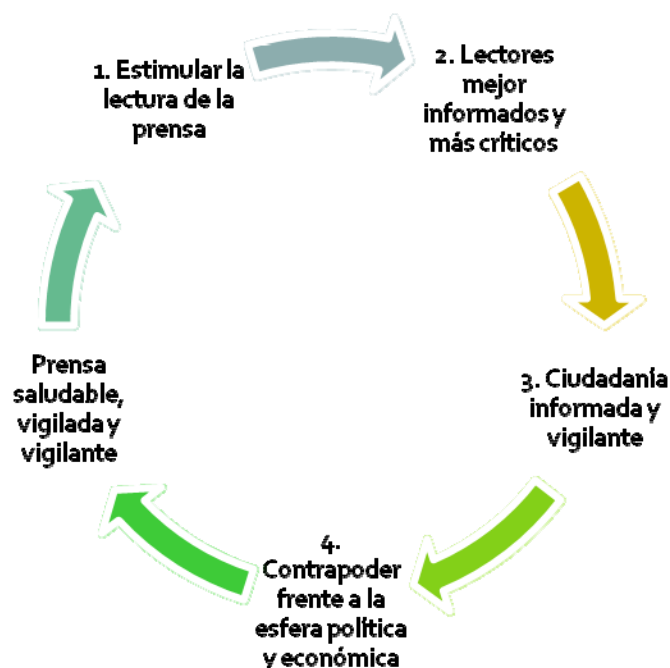 1. Estimular la
lectura de la
prensa
2. Lectores
mejor
informados y
más críticos
3. Ciudadanía
informada y
vigilante
4.
Contrapoder
frente a la
esfera política
y económica
Prensa
saludable,
vigilada y
vigilante